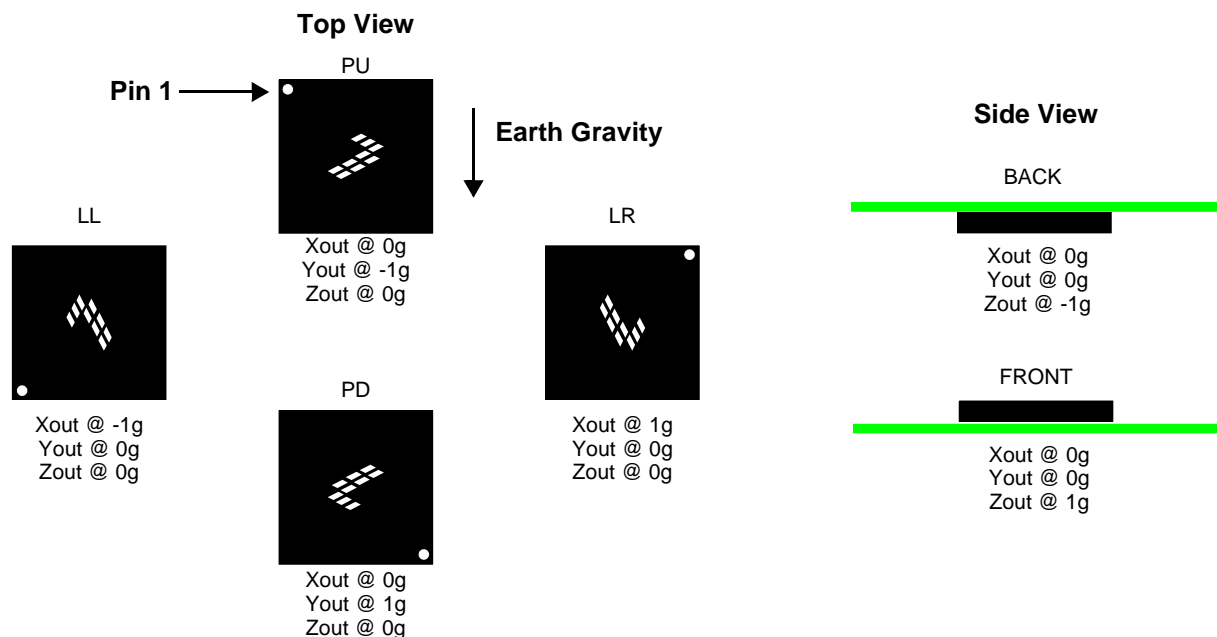 Top View
PU
Pin 1
Earth Gravity
Xout @ 0g
Yout @ -1g
Zout @ 0g
LL
Xout @ -1g
Yout @ 0g
Zout @ 0g
LR
Xout @ 1g
Yout @ 0g
Zout @ 0g
PD
Xout @ 0g
Yout @ 1g
Zout @ 0g
Side View
BACK
Xout @ 0g
Yout @ 0g
Zout @ -1g
FRONT
Xout @ 0g
Yout @ 0g
Zout @ 1g